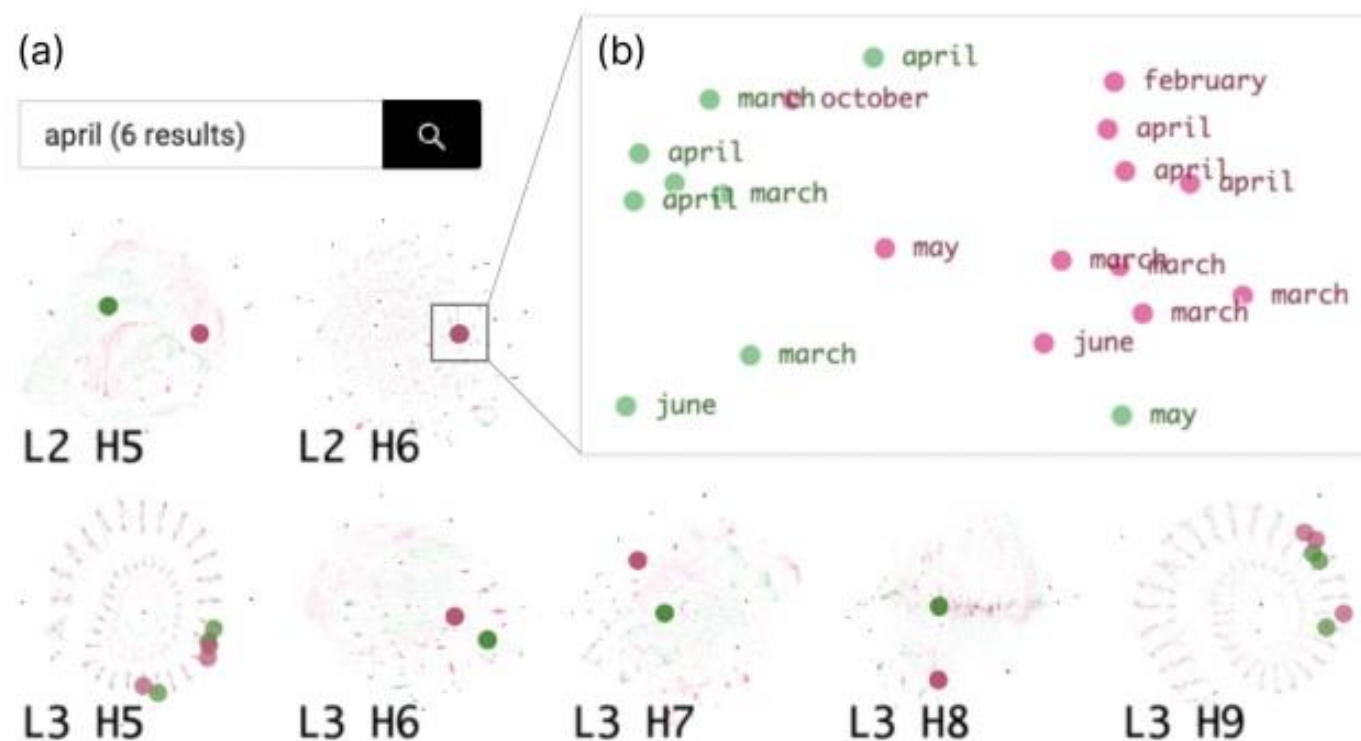 (a)
april (6 results)
L2 H5
L2 H6
(b)
april
february
march
october
april
april
april
april
april
march
may
march
march
march
march
june
march
june
may
L3 H5
L3 H6
L3 H7
L3 H8
L3 H9